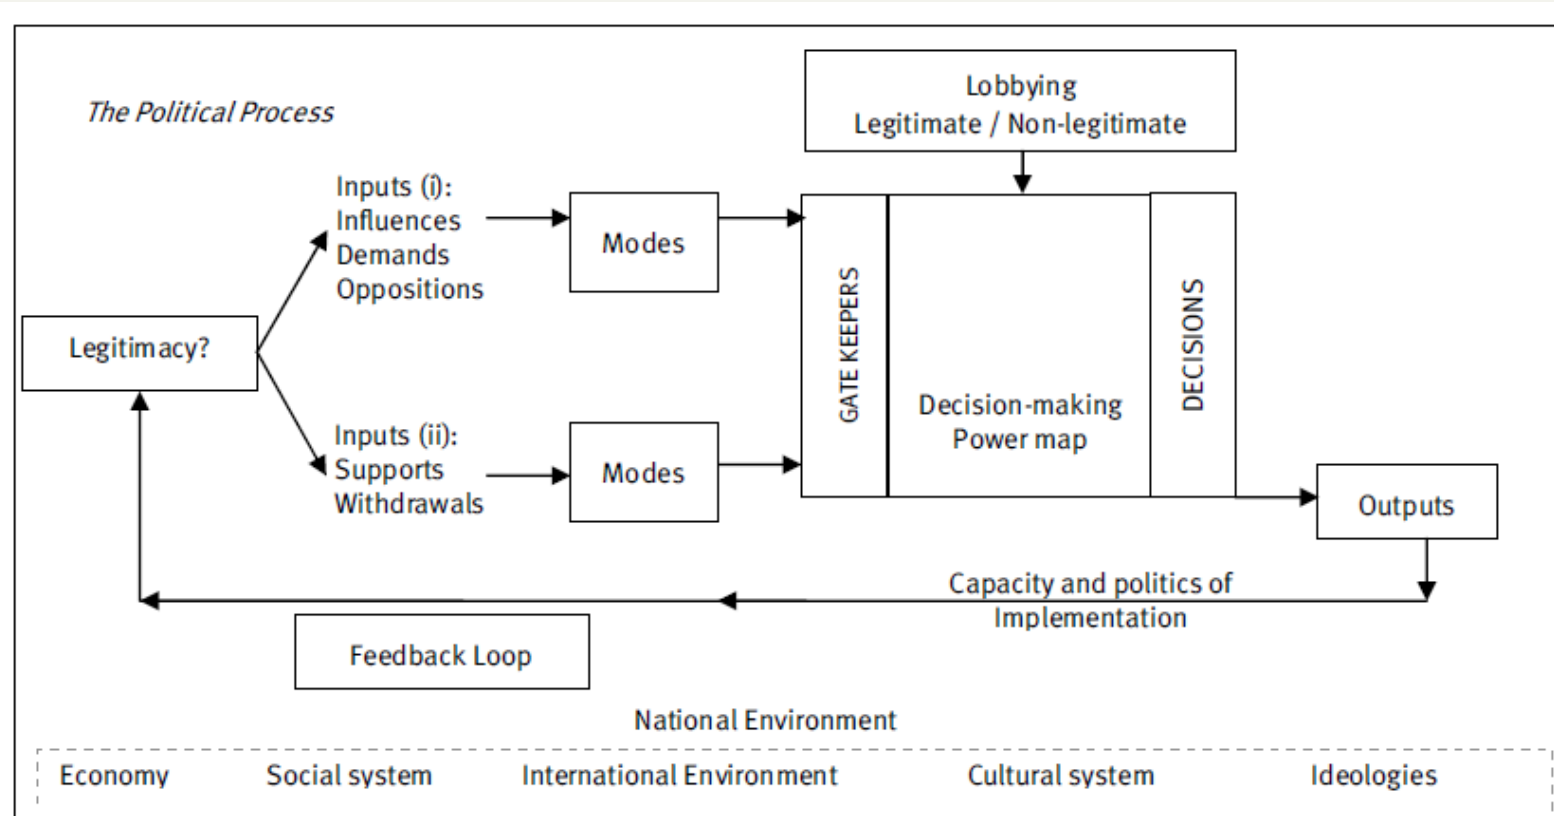 The Political Process
Lobbying
Legitimate / Non-legitimate
Inputs (i):
Influences
Demands
Oppositions
Modes
Legitimacy?
GATE KEEPERS
Decision-making
Power map
DECISIONS
Inputs (ii):
Supports
Withdrawals
Modes
Outputs
Capacity and politics of
Implementation
Feedback Loop
National Environment
Economy Social system International Environment Cultural system Ideologies